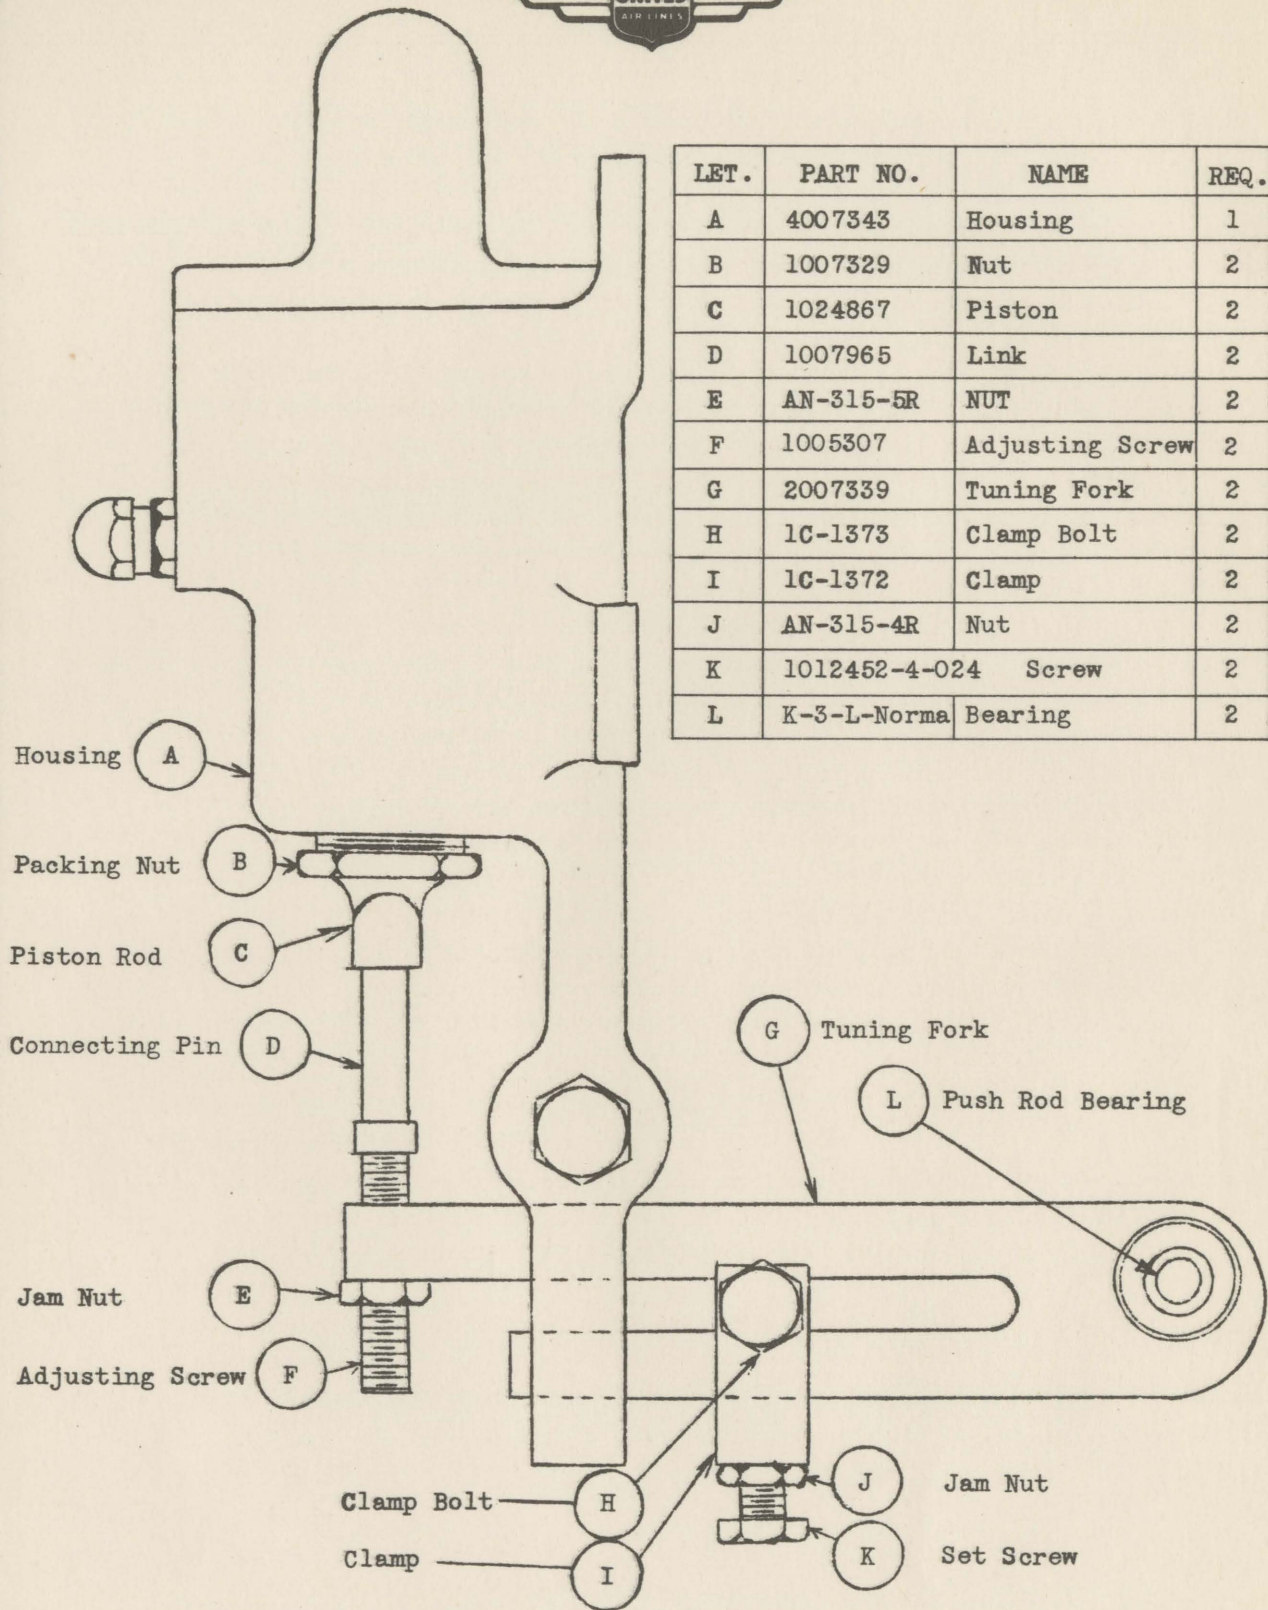 UNITED
AIR LINES
LET. PART NO. NAME REQ.
A 4007343 Housing 1
B 1007329 Nut 2
C 1024867 Piston 2
D 1007965 Link 2
E AN-315-5R NUT 2
F 1005307 Adjusting Screw 2
G 2007339 Tuning Fork 2
H 1C-1373 Clamp Bolt 2
I 1C-1372 Clamp 2
J AN-315-4R Nut 2
K 1012452-4-024 Screw 2
L K-3-L-Norma Bearing 2
Housing A
Packing Nut B
Piston Rod C
Connecting Pin D
G Tuning Fork
L Push Rod Bearing
Jam Nut E
Adjusting Screw F
Clamp Bolt H
Clamp I
J Jam Nut
K Set Screw